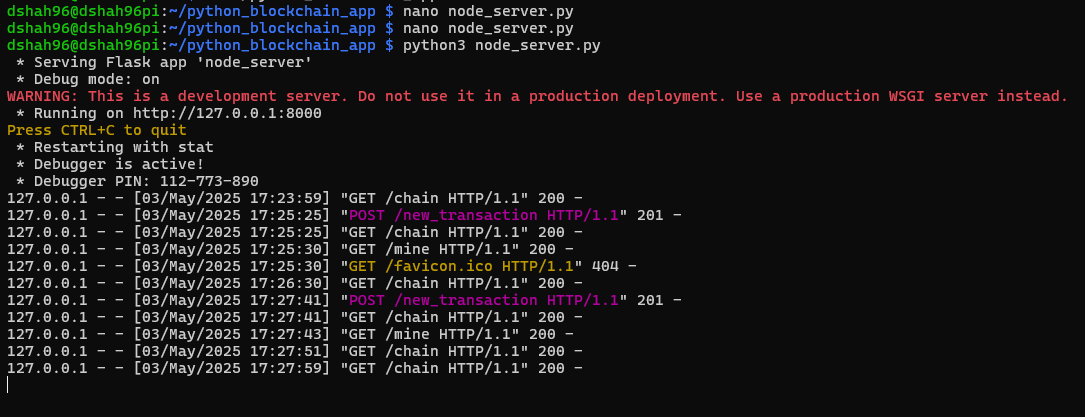 dshah96@dshah96pi:~/python_blockchain_app $ nano node_server.py
dshah96@dshah96pi:~/python_blockchain_app $ nano node_server.py
dshah96@dshah96pi:~/python_blockchain_app $ python3 node_server.py
 * Serving Flask app 'node_server'
 * Debug mode: on
WARNING: This is a development server. Do not use it in a production deployment. Use a production WSGI server instead.
 * Running on http://127.0.0.1:8000
Press CTRL+C to quit
 * Restarting with stat
 * Debugger is active!
 * Debugger PIN: 112-773-890
127.0.0.1 - - [03/May/2025 17:23:59] "GET /chain HTTP/1.1" 200 -
127.0.0.1 - - [03/May/2025 17:25:25] "POST /new_transaction HTTP/1.1" 201 -
127.0.0.1 - - [03/May/2025 17:25:25] "GET /chain HTTP/1.1" 200 -
127.0.0.1 - - [03/May/2025 17:25:30] "GET /mine HTTP/1.1" 200 -
127.0.0.1 - - [03/May/2025 17:25:30] "GET /favicon.ico HTTP/1.1" 404 -
127.0.0.1 - - [03/May/2025 17:26:30] "GET /chain HTTP/1.1" 200 -
127.0.0.1 - - [03/May/2025 17:27:41] "POST /new_transaction HTTP/1.1" 201 -
127.0.0.1 - - [03/May/2025 17:27:41] "GET /chain HTTP/1.1" 200 -
127.0.0.1 - - [03/May/2025 17:27:43] "GET /mine HTTP/1.1" 200 -
127.0.0.1 - - [03/May/2025 17:27:51] "GET /chain HTTP/1.1" 200 -
127.0.0.1 - - [03/May/2025 17:27:59] "GET /chain HTTP/1.1" 200 -